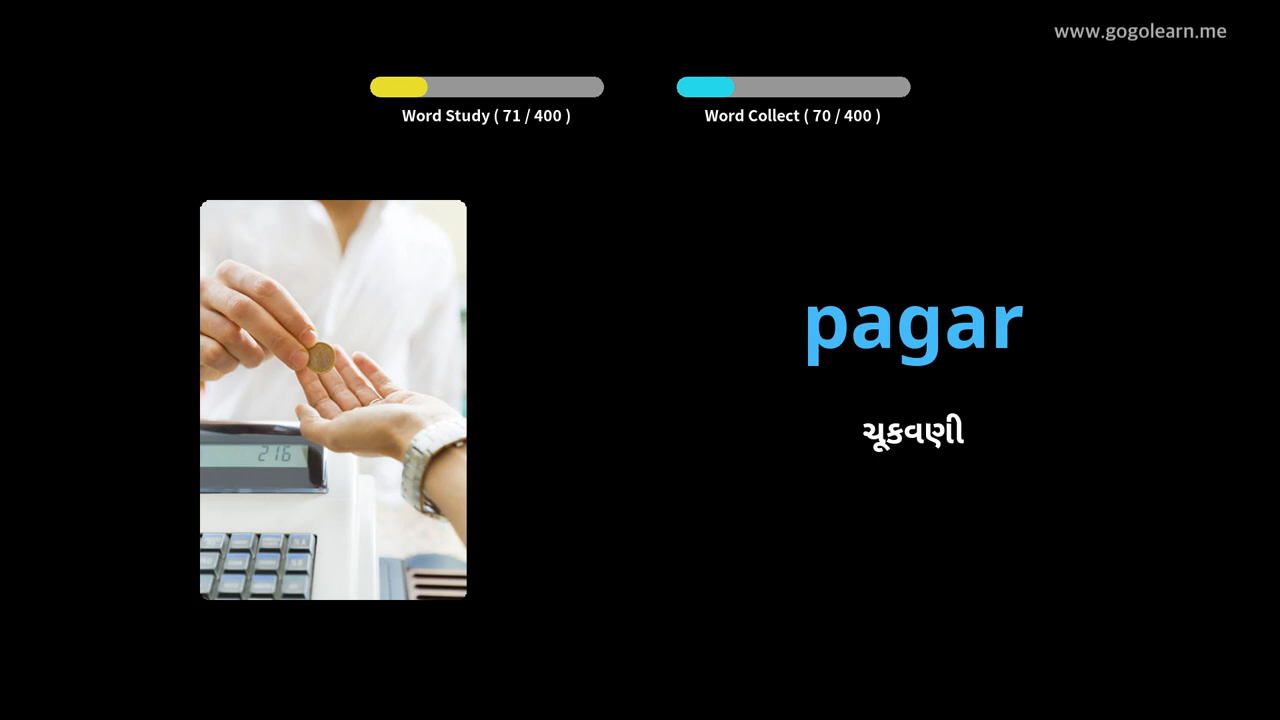 www.gogolearn.me
Word Study ( 71 / 400 )
Word Collect ( 70 / 400 )
216
pagar
ચૂકવણી